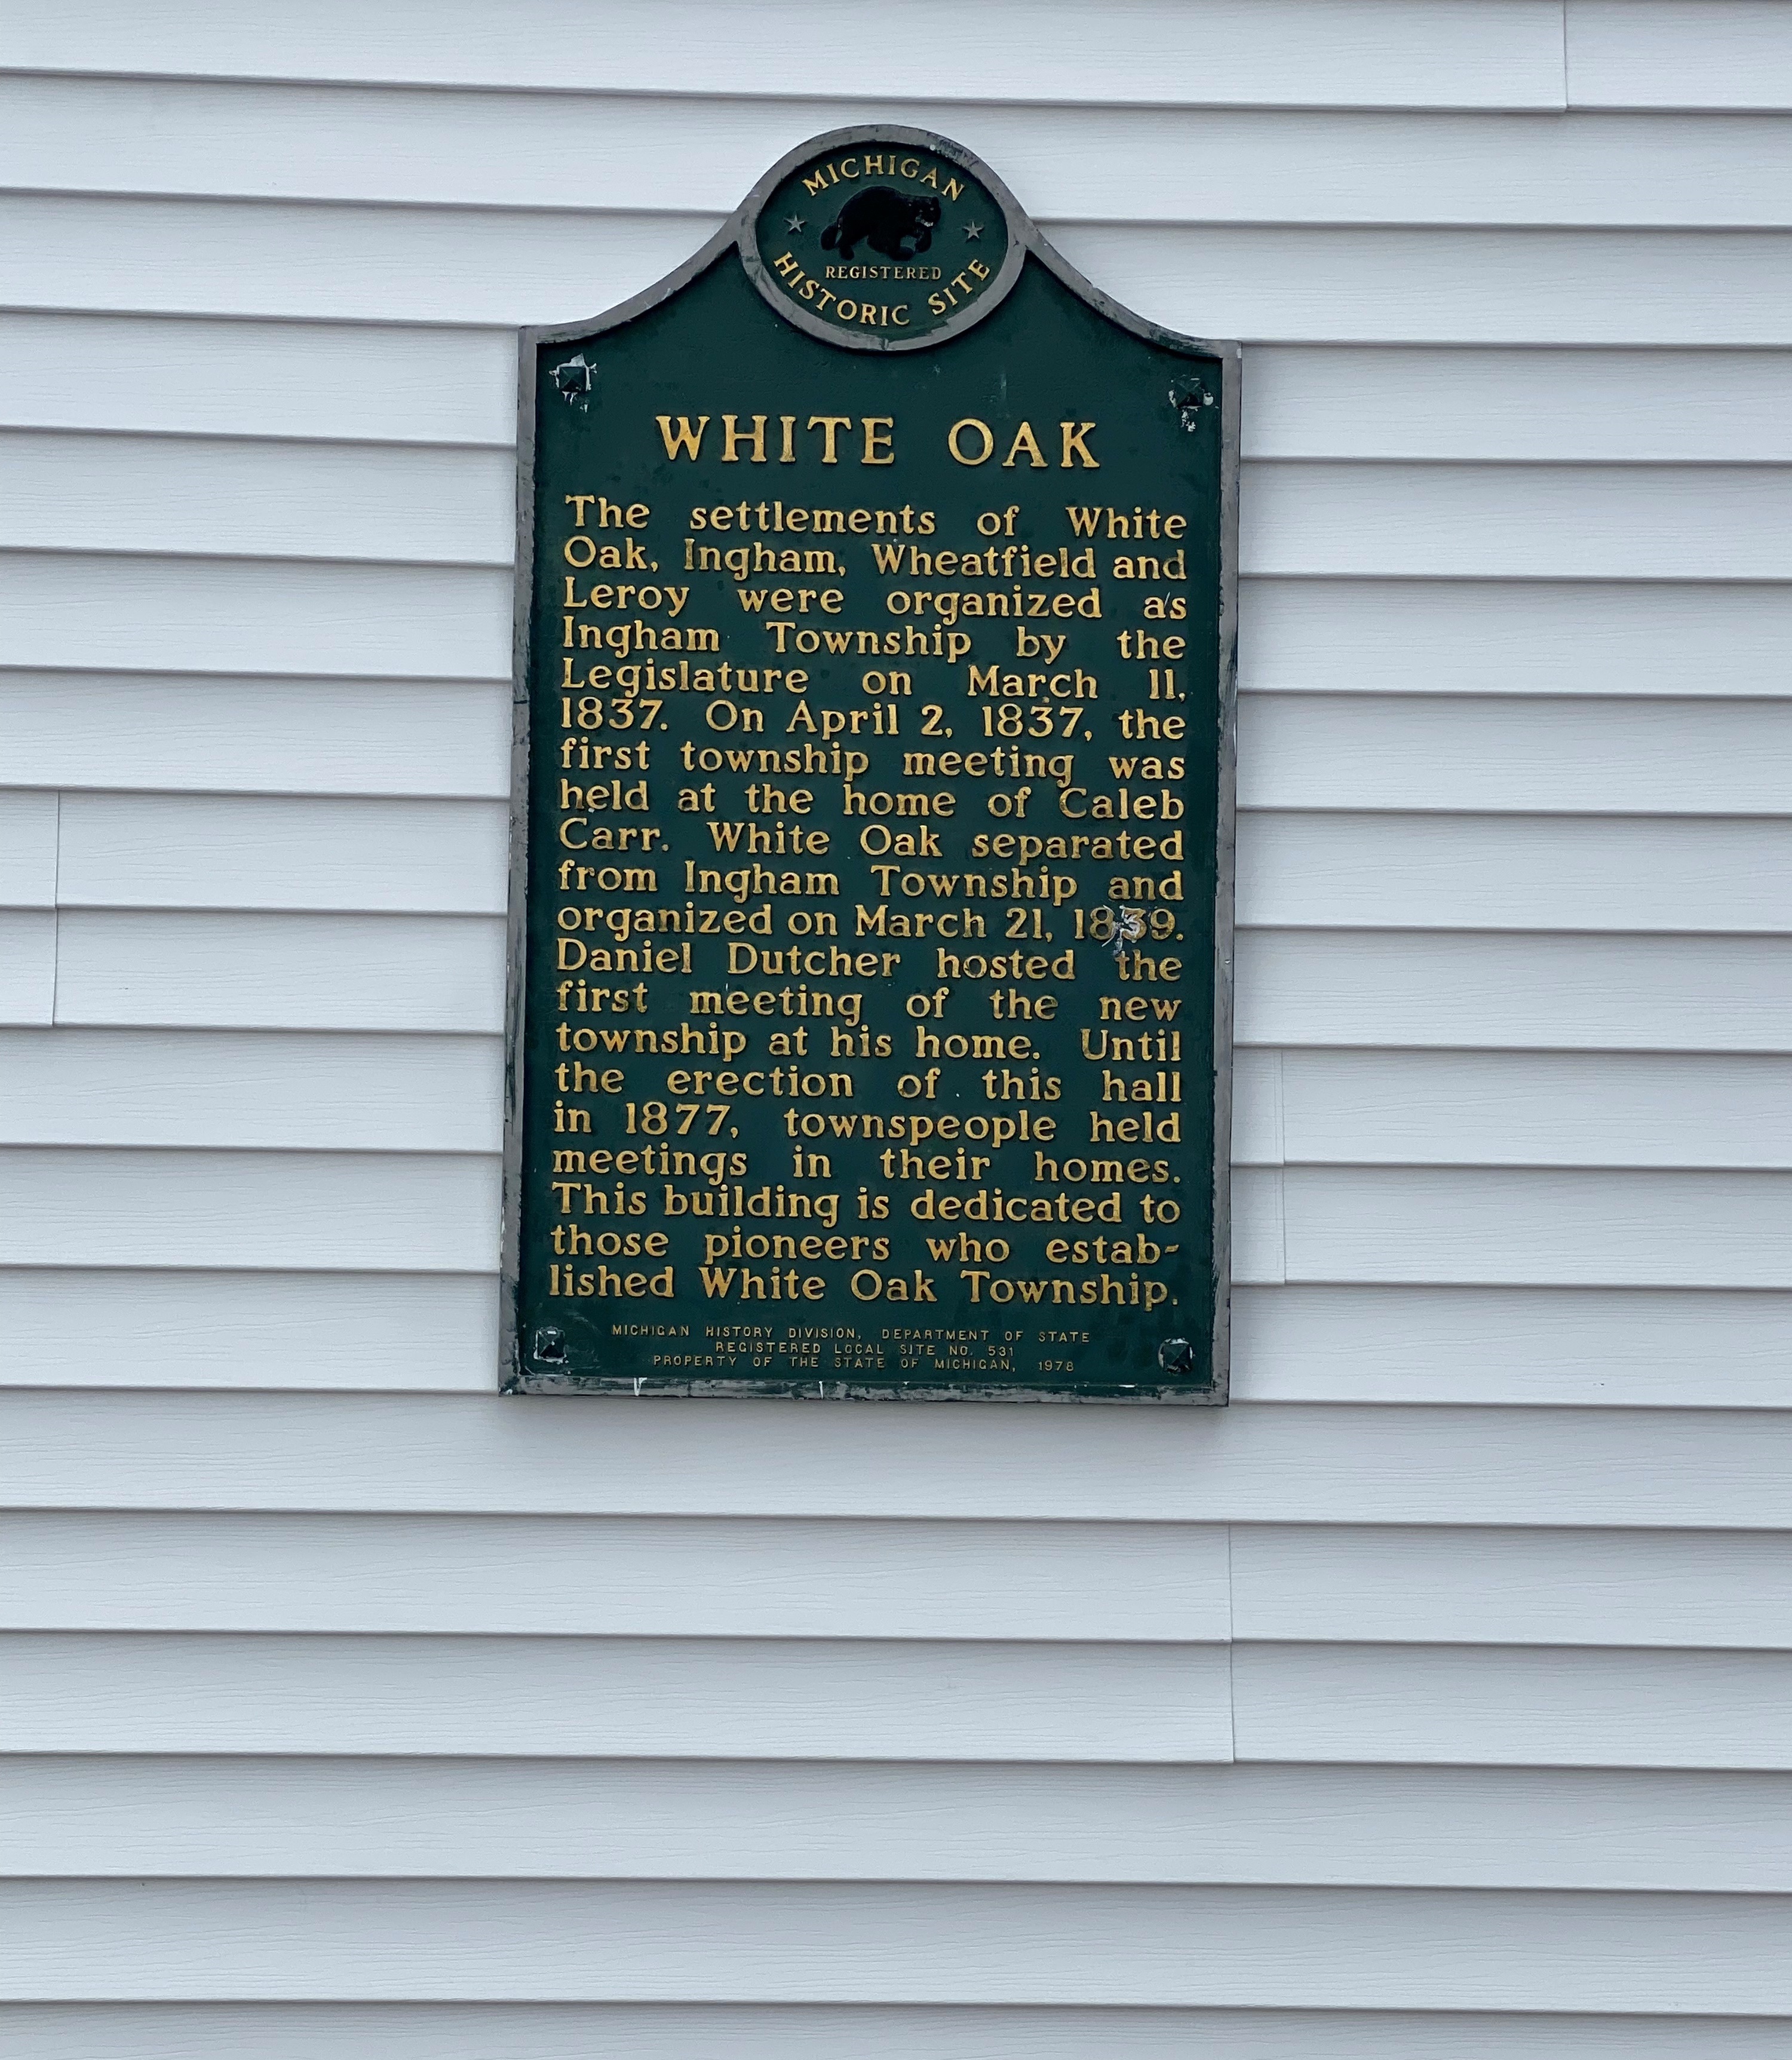 MICHIGAN
REGISTERED
HISTORIC SITE
WHITE OAK
The settlements of White
Oak, Ingham, Wheatfield and
Leroy were organized as
Ingham Township by the
Legislature on March 11,
1837. On April 2, 1837, the
first township meeting was
held at the home of Caleb
Carr. White Oak separated
from Ingham Township and
organized on March 21, 1839.
Daniel Dutcher hosted the
first meeting of the new
township at his home. Until
the erection of this hall
in 1877, townspeople held
meetings in their homes.
This building is dedicated to
those pioneers who estab-
lished White Oak Township.
MICHIGAN HISTORY DIVISION, DEPARTMENT OF STATE
REGISTERED LOCAL SITE NO. 531
PROPERTY OF THE STATE OF MICHIGAN, 1978